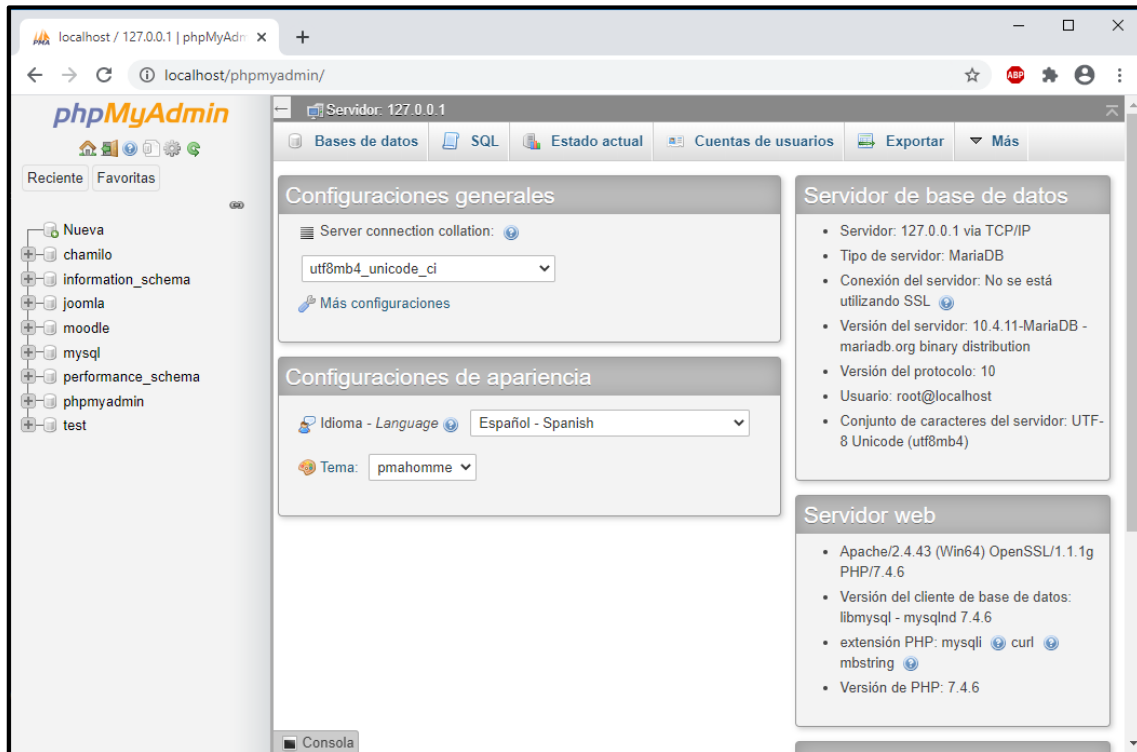 localhost / 127.0.0.1 | phpMyAdm
localhost/phpmyadmin/
ABP
phpMyAdmin
Reciente Favoritas
Nueva
chamilo
information_schema
joomla
moodle
mysql
performance_schema
phpmyadmin
test
Servidor: 127.0.0.1
Bases de datos SQL Estado actual Cuentas de usuarios Exportar Más
Configuraciones generales
Server connection collation:
utf8mb4_unicode_ci
Más configuraciones
Configuraciones de apariencia
Idioma - Language Español - Spanish
Tema: pmahomme
Servidor de base de datos
Servidor: 127.0.0.1 via TCP/IP
Tipo de servidor: MariaDB
Conexión del servidor: No se está
utilizando SSL
Versión del servidor: 10.4.11-MariaDB -
mariadb.org binary distribution
Versión del protocolo: 10
Usuario: root@localhost
Conjunto de caracteres del servidor: UTF-
8 Unicode (utf8mb4)
Servidor web
Apache/2.4.43 (Win64) OpenSSL/1.1.1g
PHP/7.4.6
Versión del cliente de base de datos:
libmysql - mysqlnd 7.4.6
extensión PHP: mysqli curl
mbstring
Versión de PHP: 7.4.6
Consola